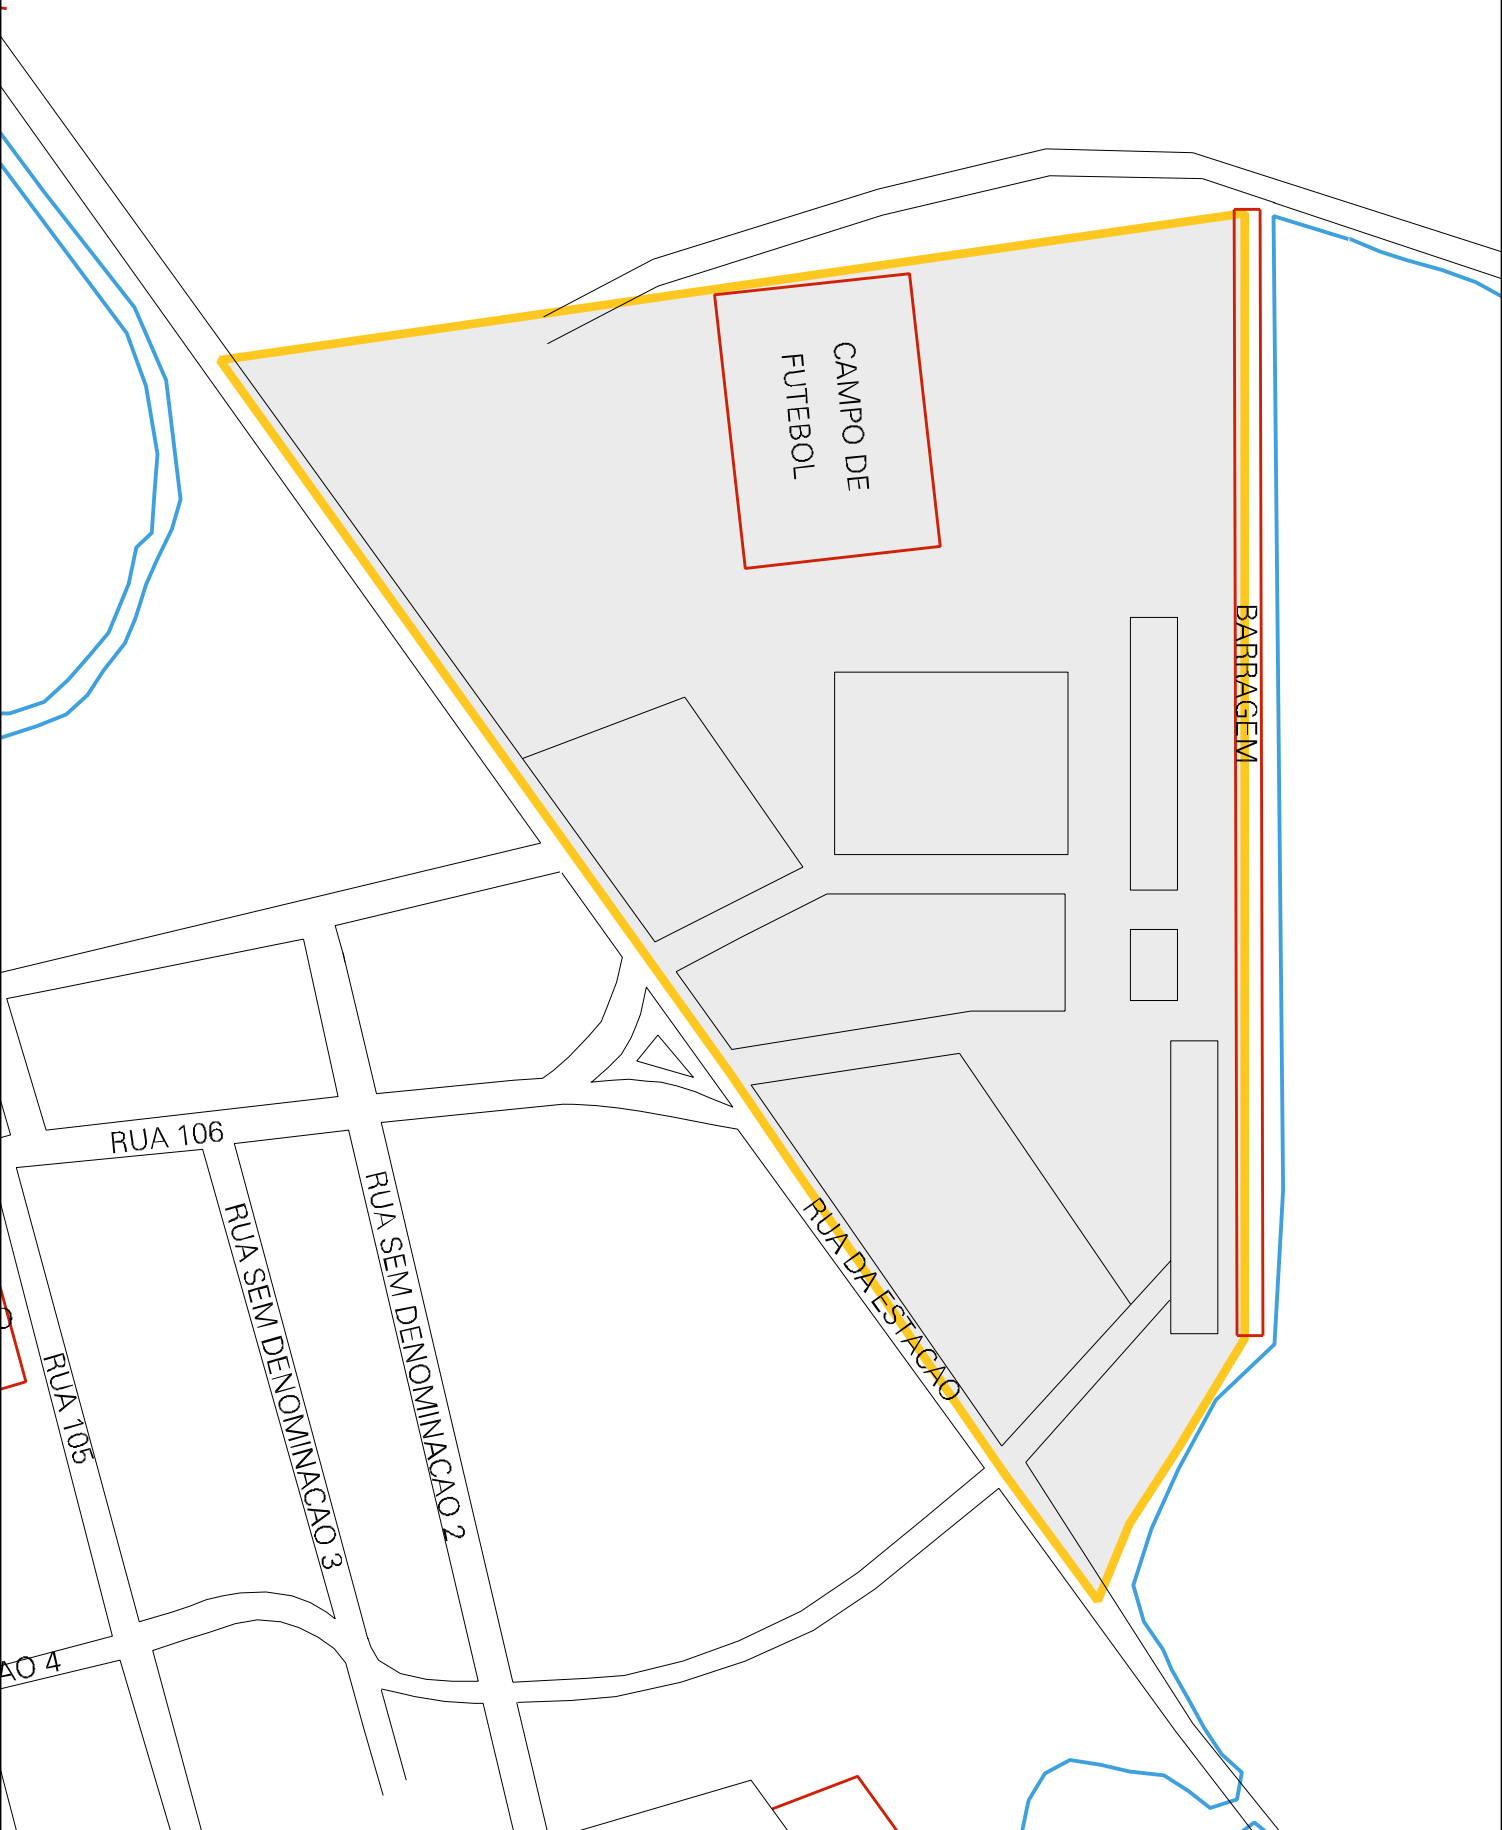 CAMPO DE
FUTEBOL
BARRAGEM
RUA 106
RUA SEM DENOMINACAO 3
RUA SEM DENOMINACAO 2
RUA DA ESTACAO
RUA 105
AO 4